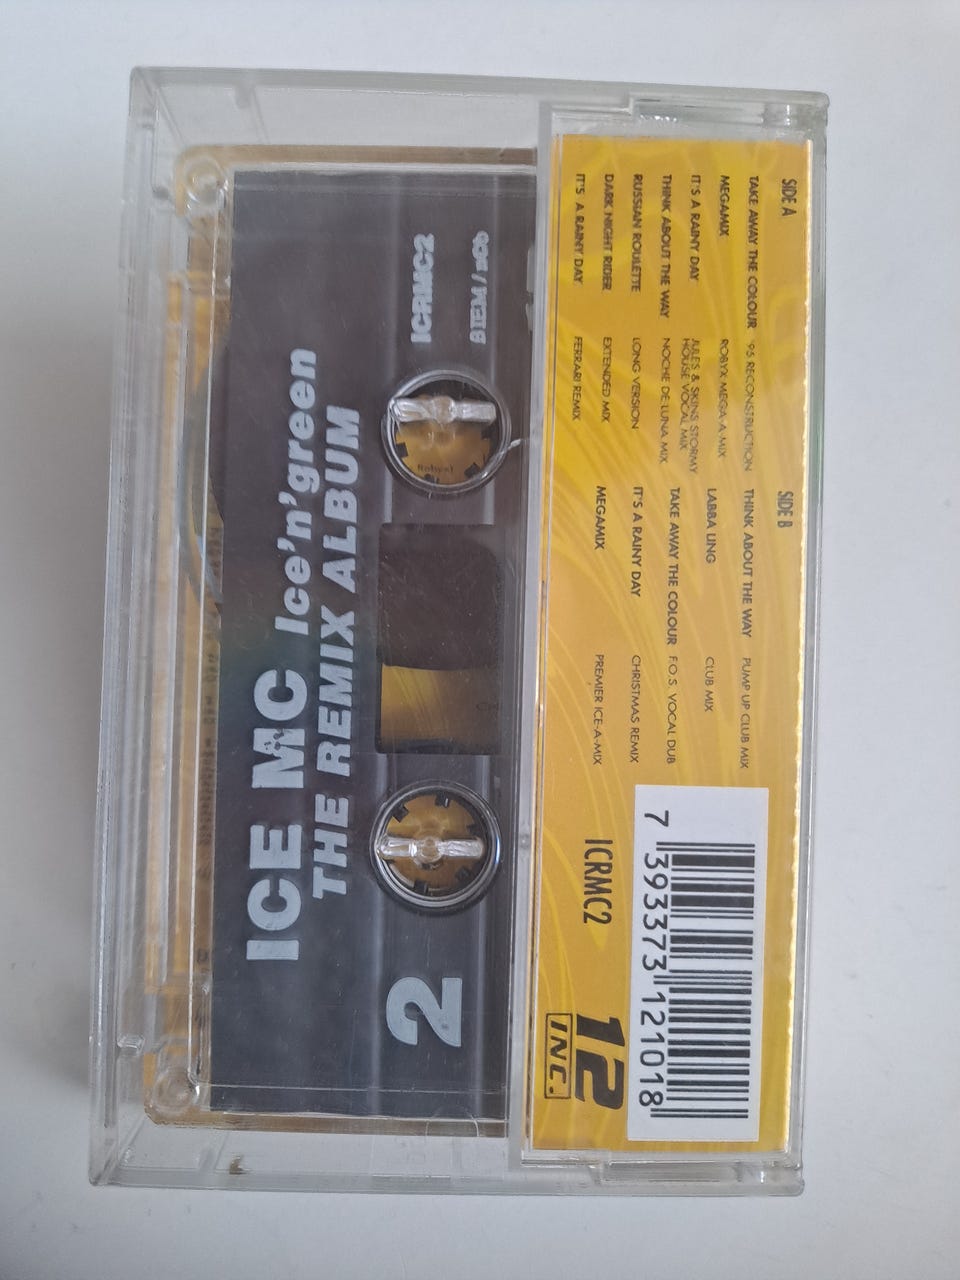 SIDE A
TAKE AWAY THE COLOUR '95 RECONSTRUCTION
MEGAMIX ROBYX MEGA-A-MIX
IT'S A RAINY DAY JULES & SKINS STORMY
HOUSE VOCAL MIX
THINK ABOUT THE WAY NOCHE DE LUNA MIX
RUSSIAN ROULETTE LONG VERSION
DARK NIGHT RIDER EXTENDED MIX
IT'S A RAINY DAY FERRARI REMIX
SIDE B
THINK ABOUT THE WAY PUMP UP CLUB MIX
LABBA LING CLUB MIX
TAKE AWAY THE COLOUR F.O.S. VOCAL DUB
IT'S A RAINY DAY CHRISTMAS REMIX
MEGAMIX PREMIER ICE-A-MIX
7 393373 121018
ICRMC2
12
INC.
ICE MC Ice'n'green
THE REMIX ALBUM
2
ICRMC2